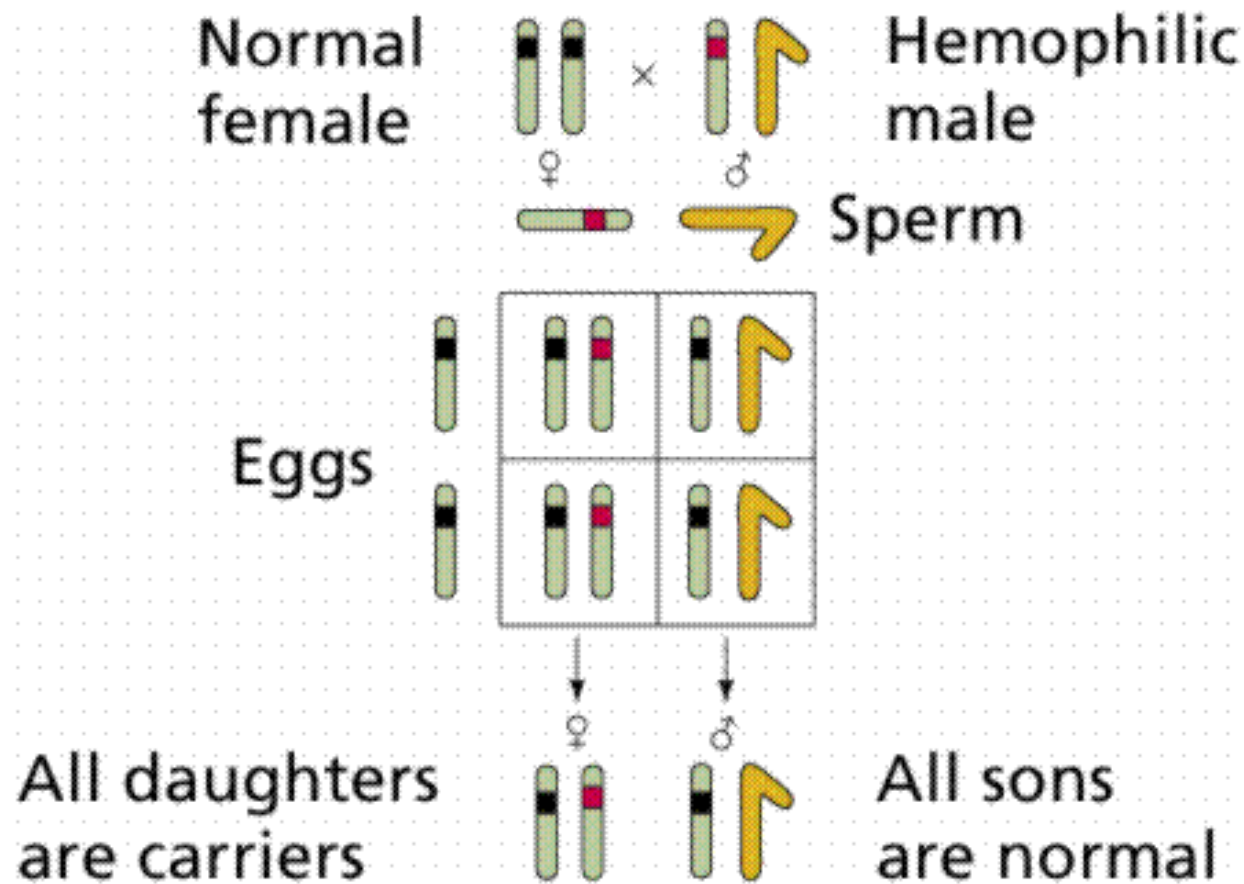 Normal
female
×
Hemophilic
male
♀
♂
Sperm
Eggs
♀
♂
All daughters
are carriers
All sons
are normal